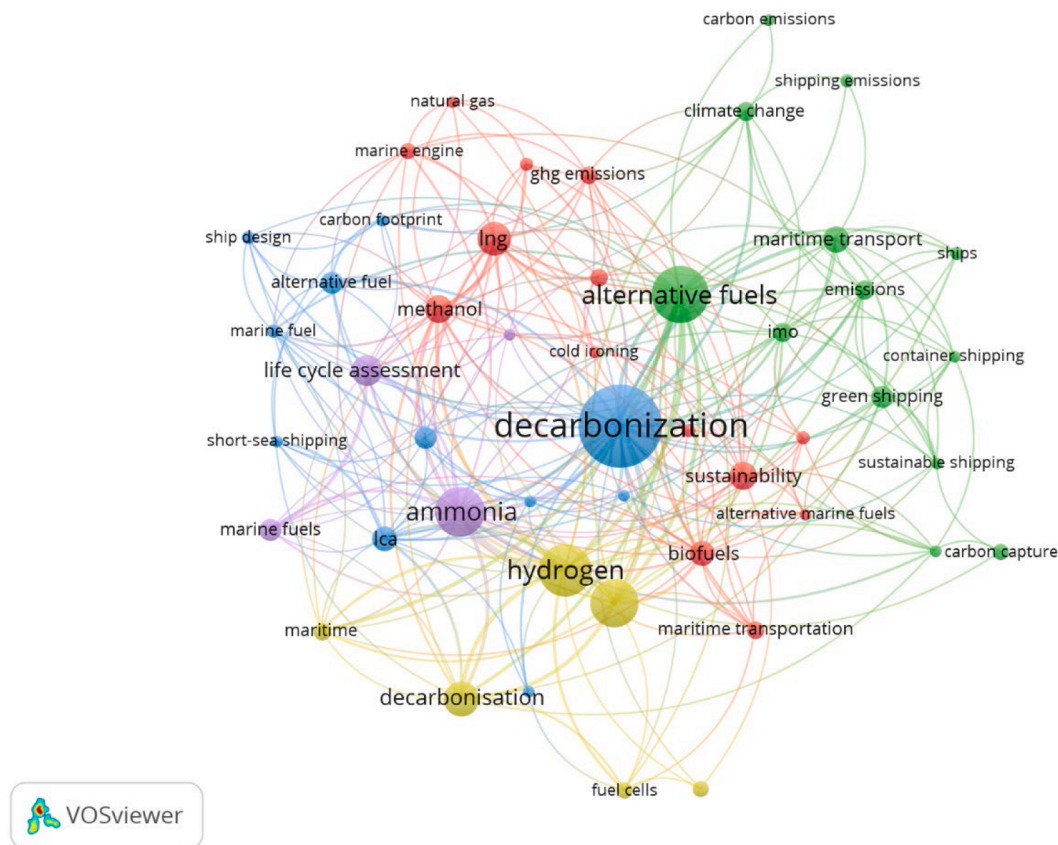 carbon emissions
shipping emissions
natural gas
climate change
marine engine
ghg emissions
carbon footprint
ship design
lng
maritime transport
ships
alternative fuel
alternative fuels
emissions
methanol
marine fuel
imo
cold ironing
container shipping
life cycle assessment
green shipping
decarbonization
short-sea shipping
sustainable shipping
sustainability
ammonia
alternative marine fuels
marine fuels
lca
biofuels
carbon capture
hydrogen
maritime
maritime transportation
decarbonisation
fuel cells
VOSviewer